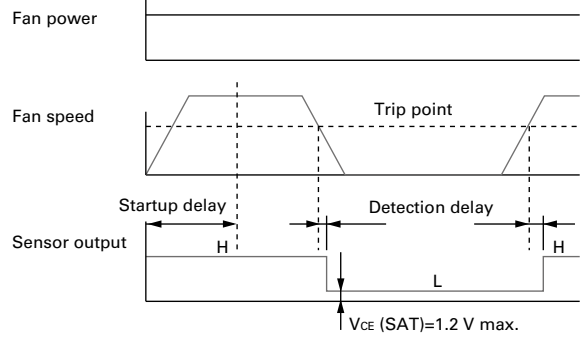 Fan power
Fan speed
Trip point
Startup delay
Detection delay
Sensor output
H
H
L
VCE (SAT)=1.2 V max.